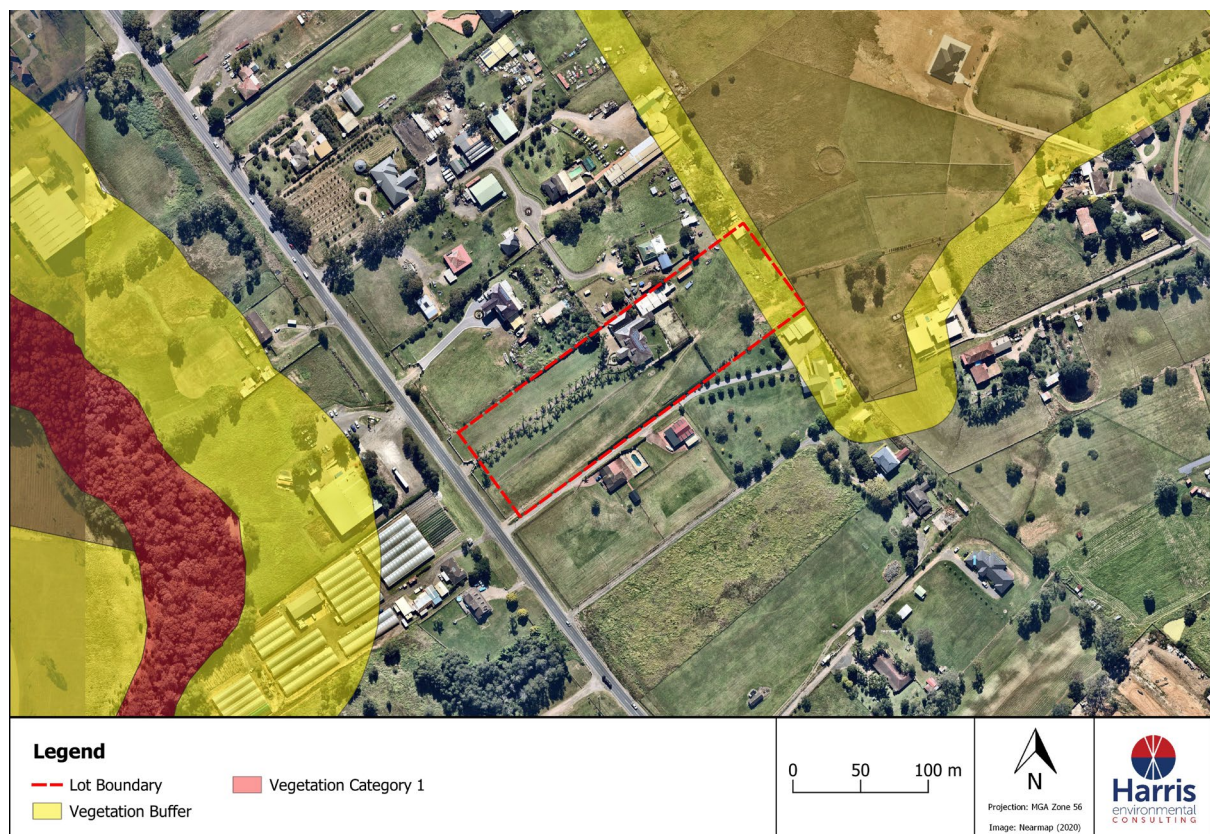 Legend
Lot Boundary
Vegetation Buffer
Vegetation Category 1
0 50 100 m
N
Projection: MGA Zone 56
Image: Nearmap (2020)
Harris
environmental
CONSULTING